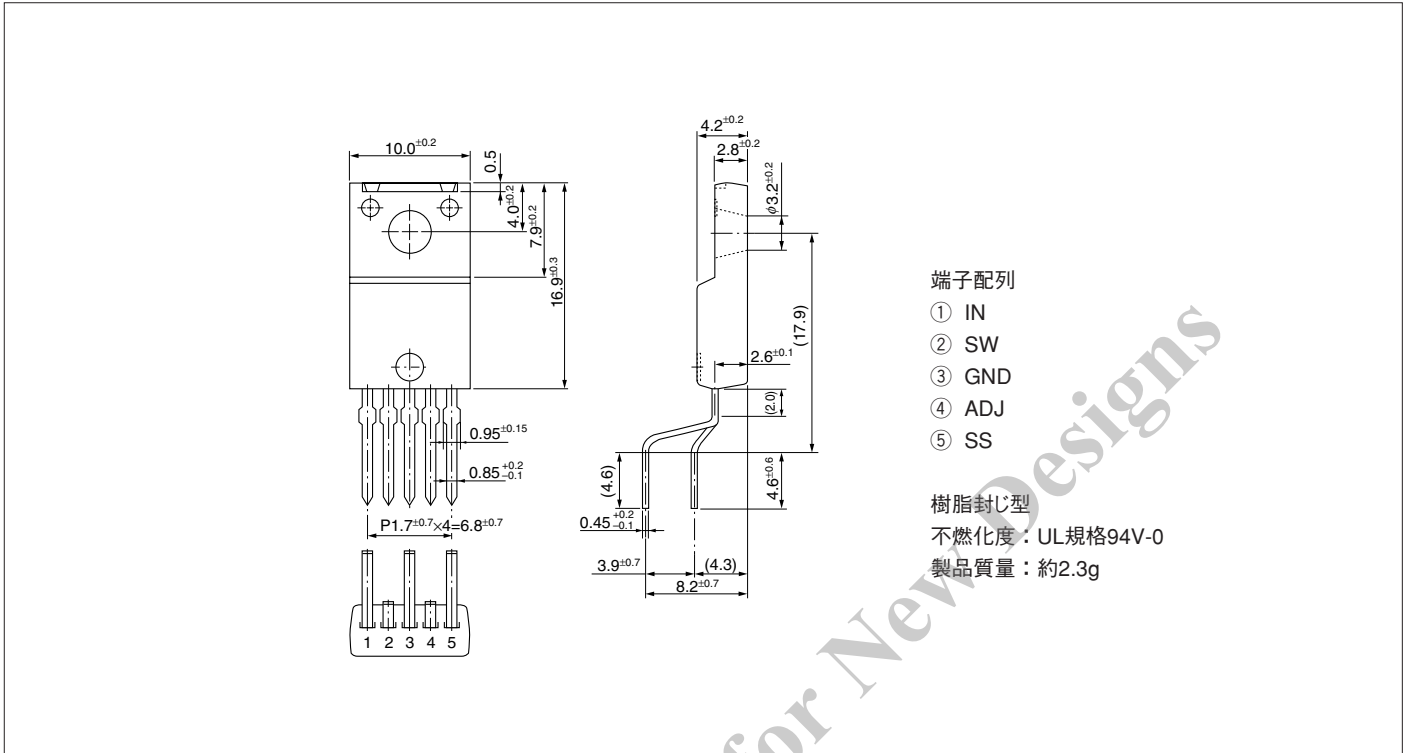 10.0±0.2
0.5
4.0±0.2
7.9±0.2
16.9±0.3
0.95±0.15
0.85+0.2−0.1
P1.7±0.7×4=6.8±0.7
1 2 3 4 5
4.2±0.2
2.8±0.2
φ3.2±0.2
(17.9)
2.6±0.1
(2.0)
(4.6)
4.6±0.6
0.45+0.2−0.1
3.9±0.7
(4.3)
8.2±0.7
端子配列
① IN
② SW
③ GND
④ ADJ
⑤ SS
樹脂封じ型
不燃化度：UL規格94V-0
製品質量：約2.3g
for New Designs